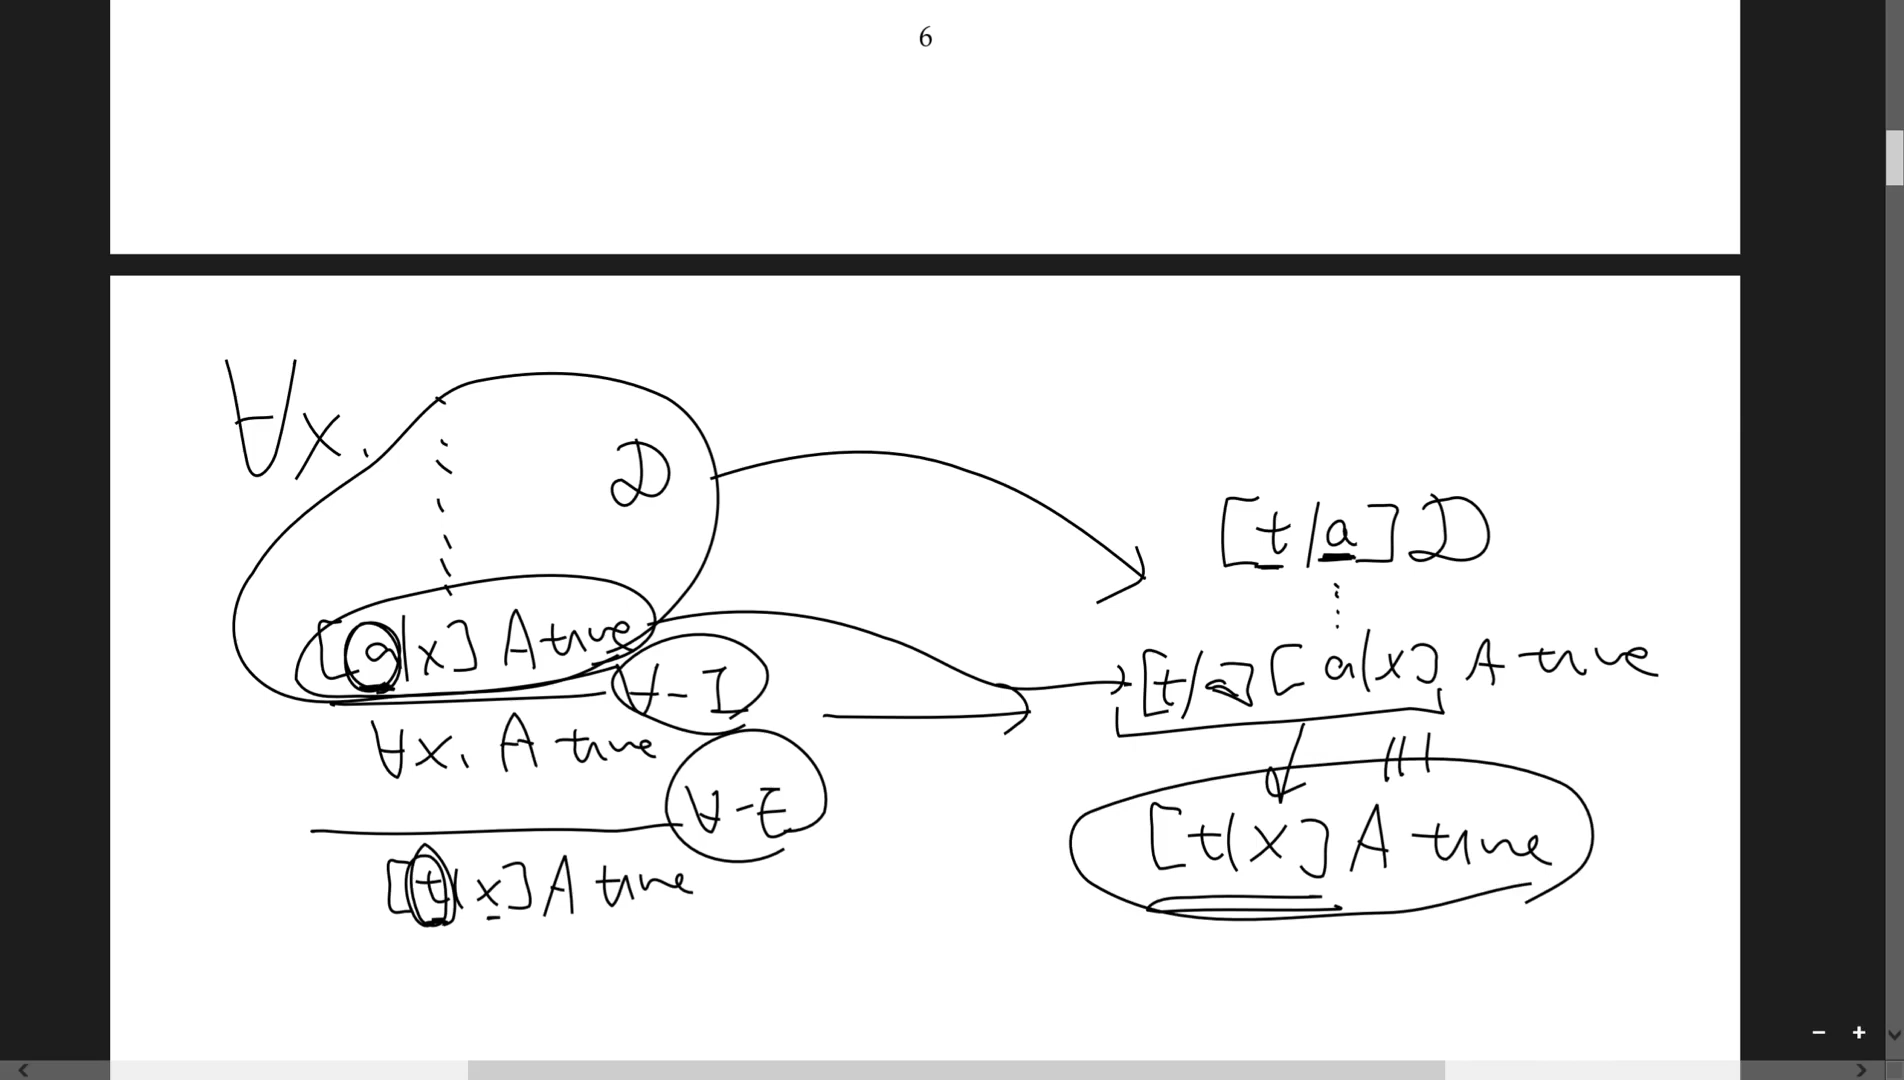 6
∀x.
D
[t/a]D
[a/x] A true
∀-I
[t/a][a/x] A true
∀x. A true
∀-E
[t/x] A true
[t/x] A true